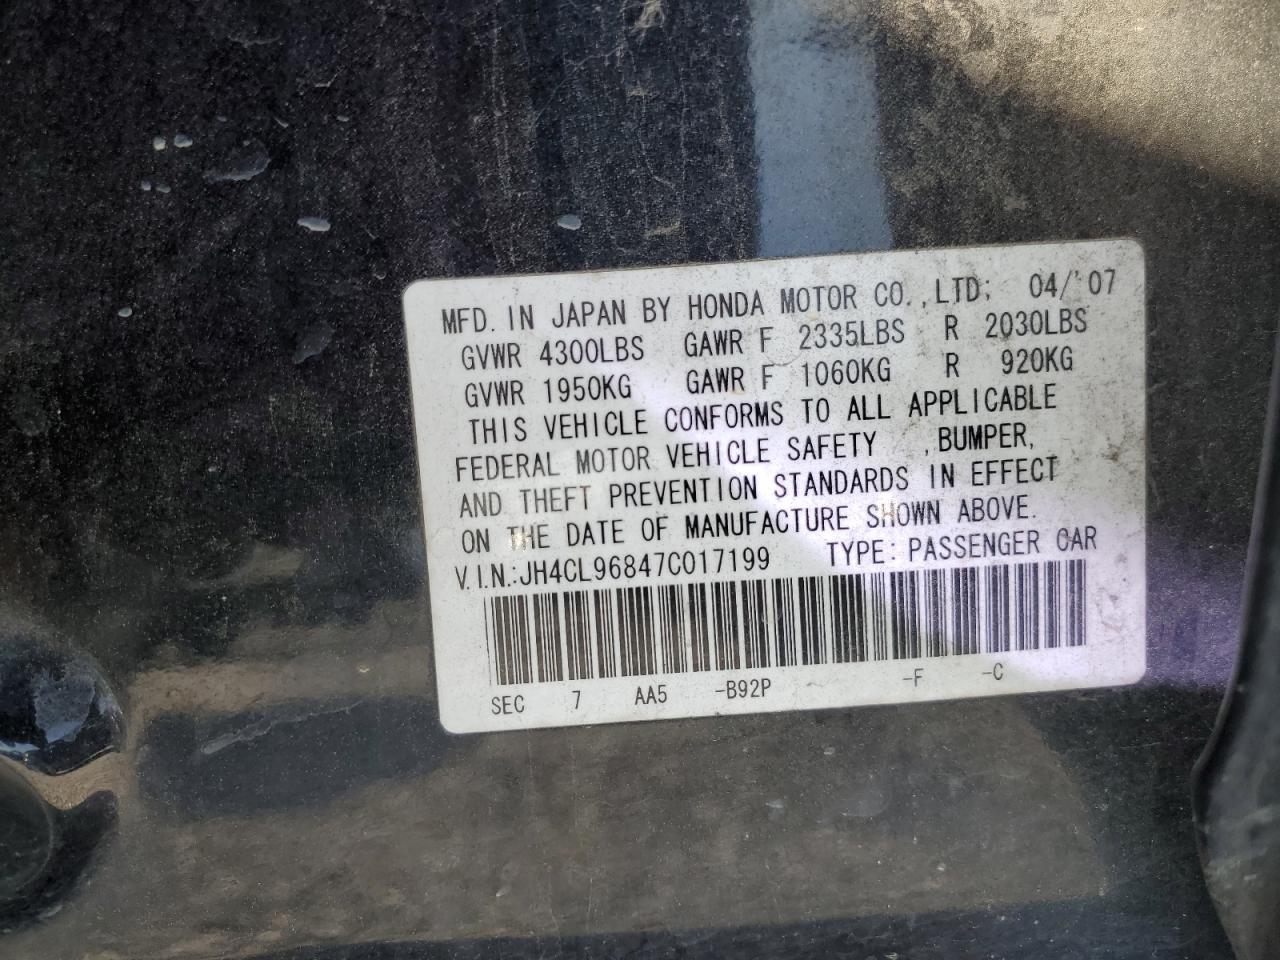 MFD. IN JAPAN BY HONDA MOTOR CO.,LTD; 04/'07
GVWR 4300LBS GAWR F 2335LBS R 2030LBS
GVWR 1950KG GAWR F 1060KG R 920KG
THIS VEHICLE CONFORMS TO ALL APPLICABLE
FEDERAL MOTOR VEHICLE SAFETY ,BUMPER,
AND THEFT PREVENTION STANDARDS IN EFFECT
ON THE DATE OF MANUFACTURE SHOWN ABOVE.
V.I.N.:JH4CL96847C017199 TYPE: PASSENGER CAR
SEC 7 AA5 -B92P -F -C